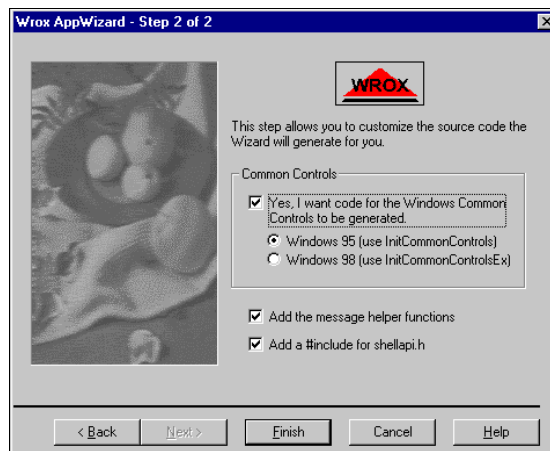 Wrox AppWizard - Step 2 of 2
WROX
This step allows you to customize the source code the
Wizard will generate for you.
Common Controls
Yes, I want code for the Windows Common
Controls to be generated.
Windows 95 (use InitCommonControls)
Windows 98 (use InitCommonControlsEx)
Add the message helper functions
Add a #include for shellapi.h
< Back
Next >
Finish
Cancel
Help